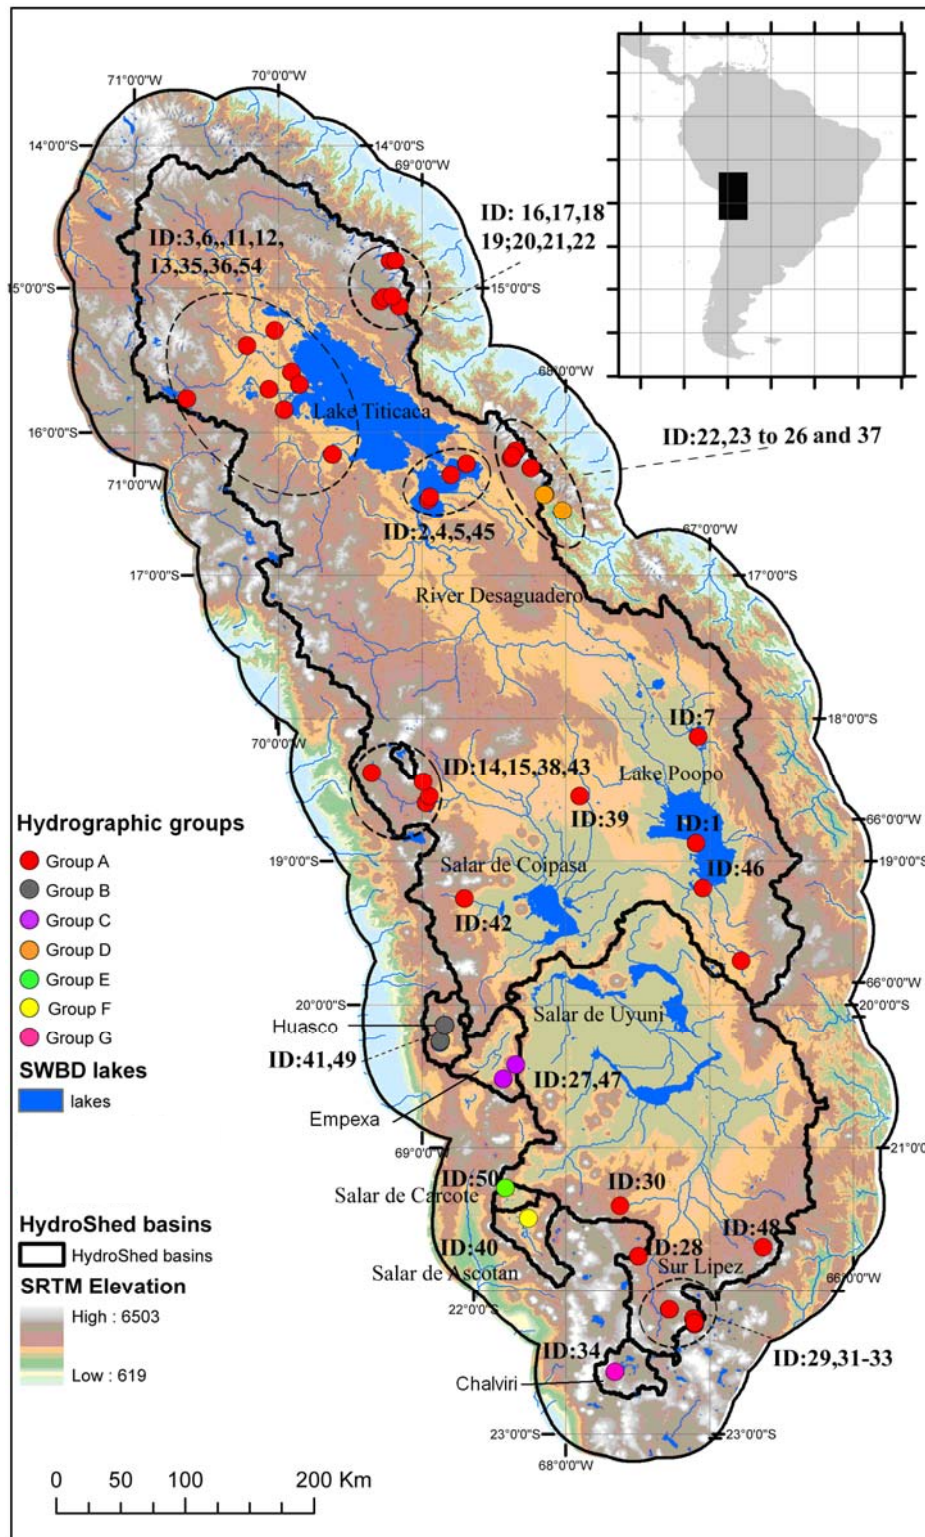 71°0'0"W
70°0'0"W
14°0'0"S
14°0'0"S
69°0'0"W
ID: 16,17,18
19;20,21,22
ID:3,6,,11,12,
13,35,36,54
15°0'0"S
15°0'0"S
68°0'0"W
Lake Titicaca
ID:22,23 to 26 and 37
16°0'0"S
71°0'0"W
ID:2,4,5,45
67°0'0"W
17°0'0"S
17°0'0"S
River Desaguadero
ID:7
18°0'0"S
70°0'0"W
ID:14,15,38,43
Lake Poopo
ID:39
ID:1
66°0'0"W
19°0'0"S
19°0'0"S
Salar de Coipasa
ID:46
ID:42
Hydrographic groups
Group A
Group B
Group C
Group D
Group E
Group F
Group G
SWBD lakes
lakes
66°0'0"W
20°0'0"S
20°0'0"S
Huasco
Salar de Uyuni
ID:41,49
ID:27,47
Empexa
69°0'0"W
21°0'0"S
ID:50
Salar de Carcote
ID:30
ID:40
ID:28
ID:48
Salar de Ascotan
Sur Lipez
66°0'0"W
22°0'0"S
HydroShed basins
HydroShed basins
SRTM Elevation
High : 6503
Low : 619
ID:34
ID:29,31-33
Chalviri
23°0'0"S
23°0'0"S
68°0'0"W
0 50 100 200 Km